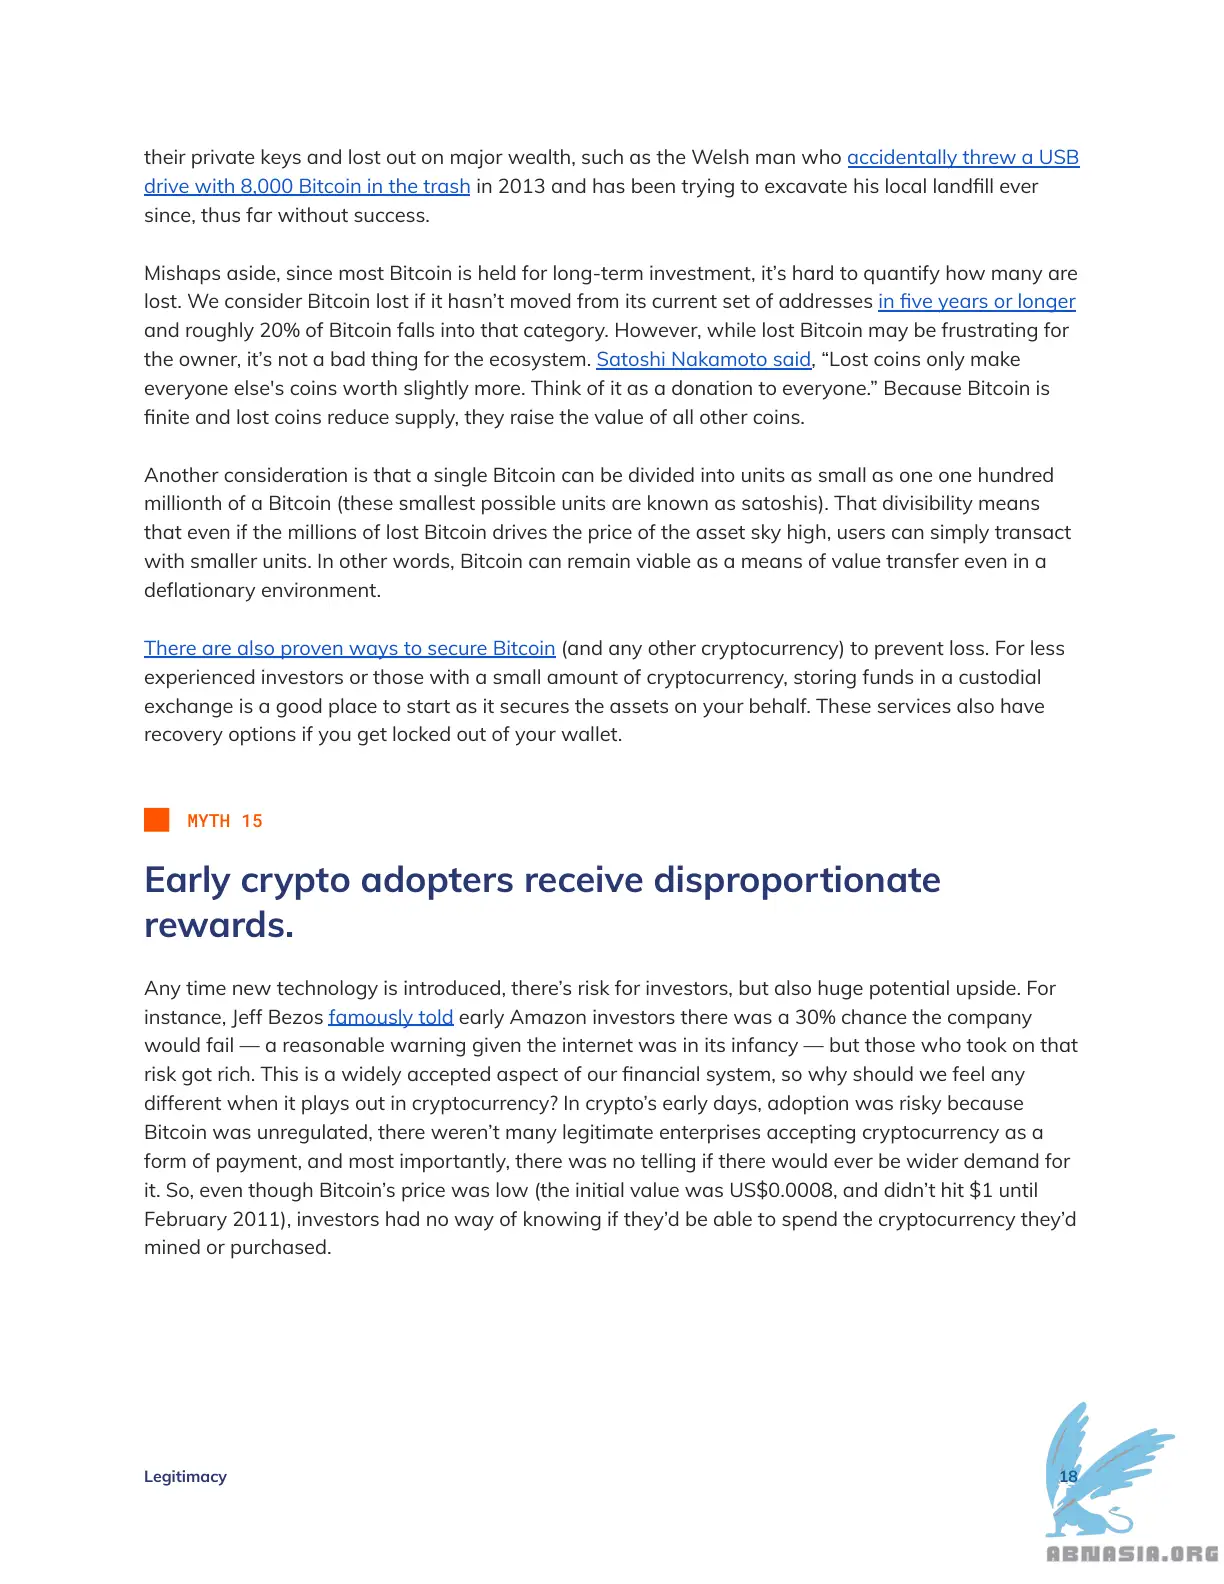 their private keys and lost out on major wealth, such as the Welsh man who accidentally threw a USB
drive with 8,000 Bitcoin in the trash in 2013 and has been trying to excavate his local landfill ever
since, thus far without success.
Mishaps aside, since most Bitcoin is held for long-term investment, it’s hard to quantify how many are
lost. We consider Bitcoin lost if it hasn’t moved from its current set of addresses in five years or longer
and roughly 20% of Bitcoin falls into that category. However, while lost Bitcoin may be frustrating for
the owner, it’s not a bad thing for the ecosystem. Satoshi Nakamoto said, “Lost coins only make
everyone else's coins worth slightly more. Think of it as a donation to everyone.” Because Bitcoin is
finite and lost coins reduce supply, they raise the value of all other coins.
Another consideration is that a single Bitcoin can be divided into units as small as one one hundred
millionth of a Bitcoin (these smallest possible units are known as satoshis). That divisibility means
that even if the millions of lost Bitcoin drives the price of the asset sky high, users can simply transact
with smaller units. In other words, Bitcoin can remain viable as a means of value transfer even in a
deflationary environment.
There are also proven ways to secure Bitcoin (and any other cryptocurrency) to prevent loss. For less
experienced investors or those with a small amount of cryptocurrency, storing funds in a custodial
exchange is a good place to start as it secures the assets on your behalf. These services also have
recovery options if you get locked out of your wallet.
MYTH 15
Early crypto adopters receive disproportionate
rewards.
Any time new technology is introduced, there’s risk for investors, but also huge potential upside. For
instance, Jeff Bezos famously told early Amazon investors there was a 30% chance the company
would fail — a reasonable warning given the internet was in its infancy — but those who took on that
risk got rich. This is a widely accepted aspect of our financial system, so why should we feel any
different when it plays out in cryptocurrency? In crypto’s early days, adoption was risky because
Bitcoin was unregulated, there weren’t many legitimate enterprises accepting cryptocurrency as a
form of payment, and most importantly, there was no telling if there would ever be wider demand for
it. So, even though Bitcoin’s price was low (the initial value was US$0.0008, and didn’t hit $1 until
February 2011), investors had no way of knowing if they’d be able to spend the cryptocurrency they’d
mined or purchased.
Legitimacy
18
ABNASIA.ORG